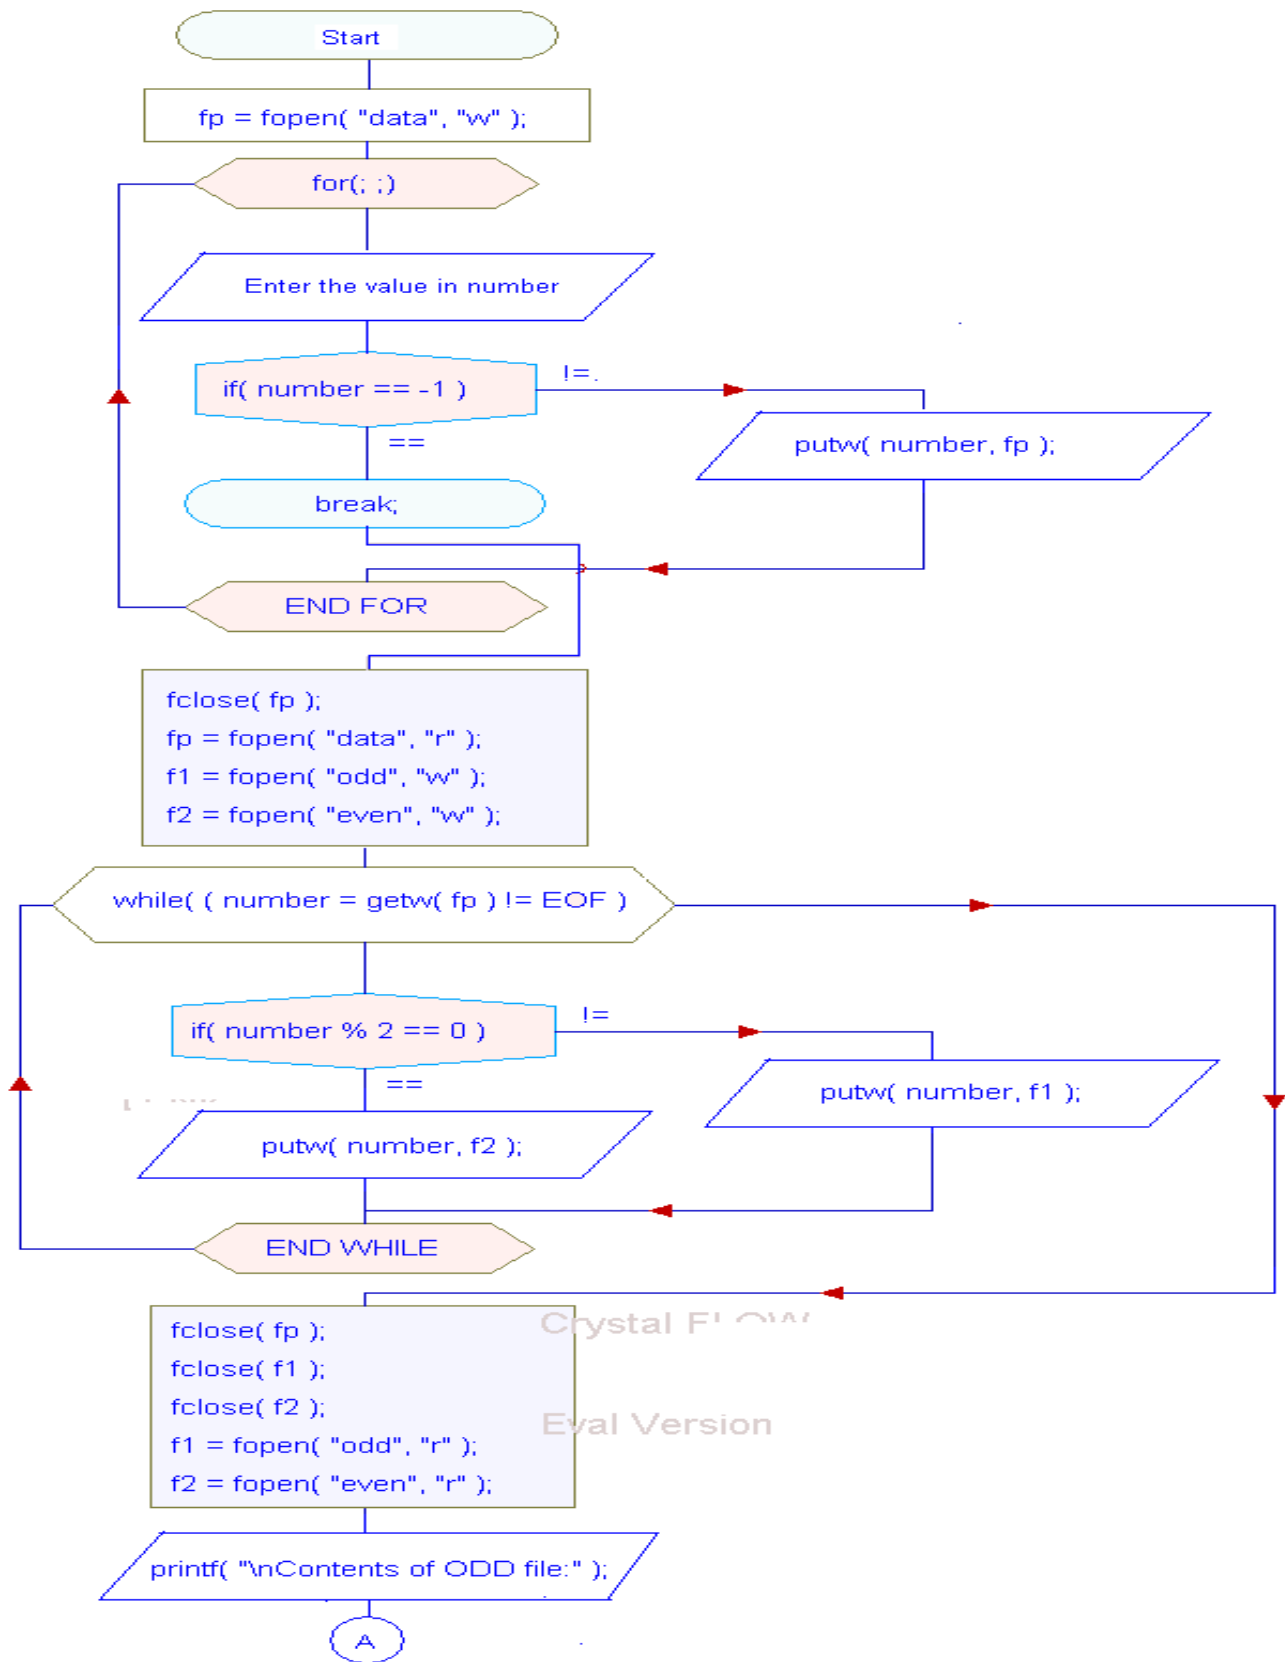 Start
fp = fopen( "data", "w" );
for(; ;)
Enter the value in number
if( number == -1 )
!=.
==
putw( number, fp );
break;
END FOR
fclose( fp );
fp = fopen( "data", "r" );
f1 = fopen( "odd", "w" );
f2 = fopen( "even", "w" );
while( ( number = getw( fp ) != EOF )
if( number % 2 == 0 )
!=
==
putw( number, f1 );
putw( number, f2 );
END WHILE
Crystal FLOW
fclose( fp );
fclose( f1 );
fclose( f2 );
Eval Version
f1 = fopen( "odd", "r" );
f2 = fopen( "even", "r" );
printf( "\nContents of ODD file:" );
A